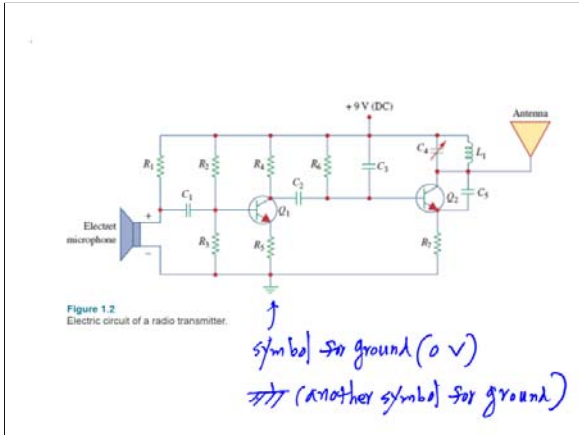 +9 V (DC)
Antenna
R1 R2 R4 R6 C3 C4 L1
C1 C2 Q1 Q2 C5
+
Electret
microphone
−
R3 R5 R7
Figure 1.2
Electric circuit of a radio transmitter.
symbol for ground (0 V)
(another symbol for ground)